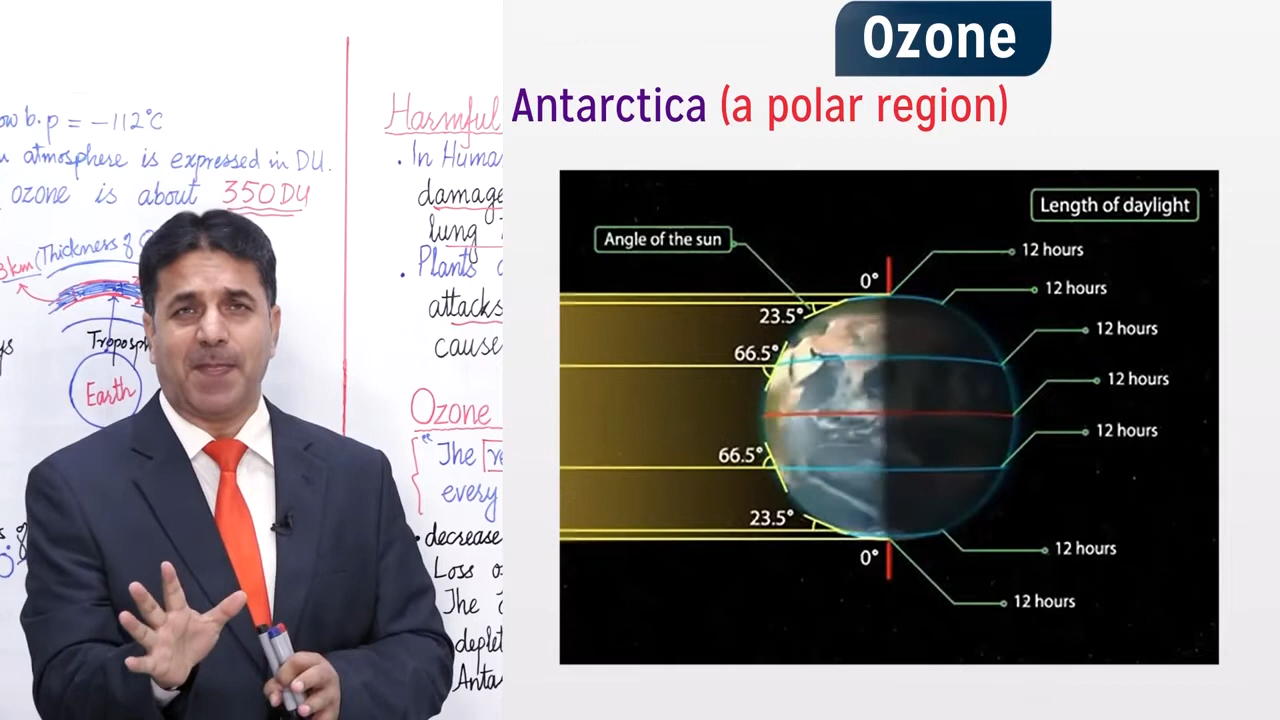 Ozone
Antarctica (a polar region)
Length of daylight
Angle of the sun
0°
12 hours
12 hours
23.5°
12 hours
66.5°
12 hours
12 hours
66.5°
23.5°
12 hours
0°
12 hours
b.p = -112°C
atmosphere is expressed in DU.
ozone is about 350 DU
(Thickness of
Earth
Harmful
. In Huma
damage
lung
. Plants
attacks
cause
Ozone
"The
every
. decrease
Loss
The
deplet
Anta